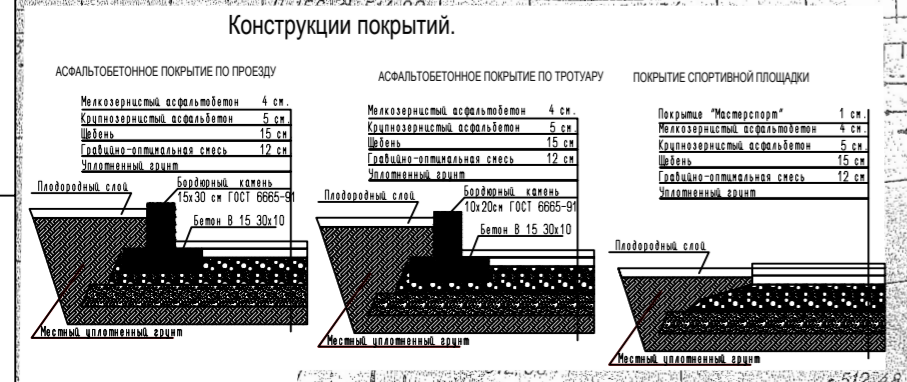 Конструкции покрытий.
АСФАЛЬТОБЕТОННОЕ ПОКРЫТИЕ ПО ПРОЕЗДУ
Мелкозернистый асфальтобетон 4 см.
Крупнозернистый асфальбетон 5 см.
Щебень 15 см
Гравийно-оптимальная смесь 12 см
Уплотненный грунт
Плодородный слой
Бордюрный камень
15х30 см ГОСТ 6665-91
Бетон В 15 30х10
Местный уплотненный грунт
АСФАЛЬТОБЕТОННОЕ ПОКРЫТИЕ ПО ТРОТУАРУ
Мелкозернистый асфальтобетон 4 см.
Крупнозернистый асфальбетон 5 см.
Щебень 15 см
Гравийно-оптимальная смесь 12 см
Уплотненный грунт
Плодородный слой
Бордюрный камень
10х20см ГОСТ 6665-91
Бетон В 15 30х10
Местный уплотненный грунт
ПОКРЫТИЕ СПОРТИВНОЙ ПЛОЩАДКИ
Покрытие "Мастерспорт" 1 см.
Мелкозернистый асфальтобетон 4 см.
Крупнозернистый асфальбетон 5 см.
Щебень 15 см
Гравийно-оптимальная смесь 12 см
Уплотненный грунт
Плодородный слой
Местный уплотненный грунт